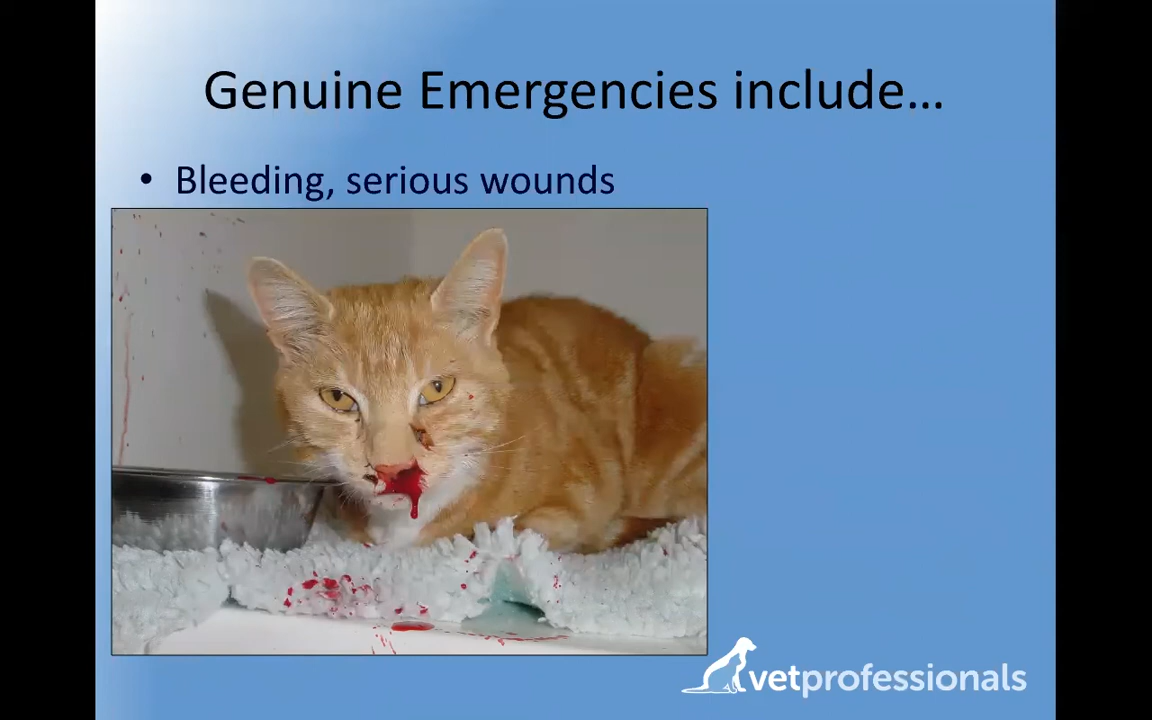 Genuine Emergencies include…
• Bleeding, serious wounds
vetprofessionals